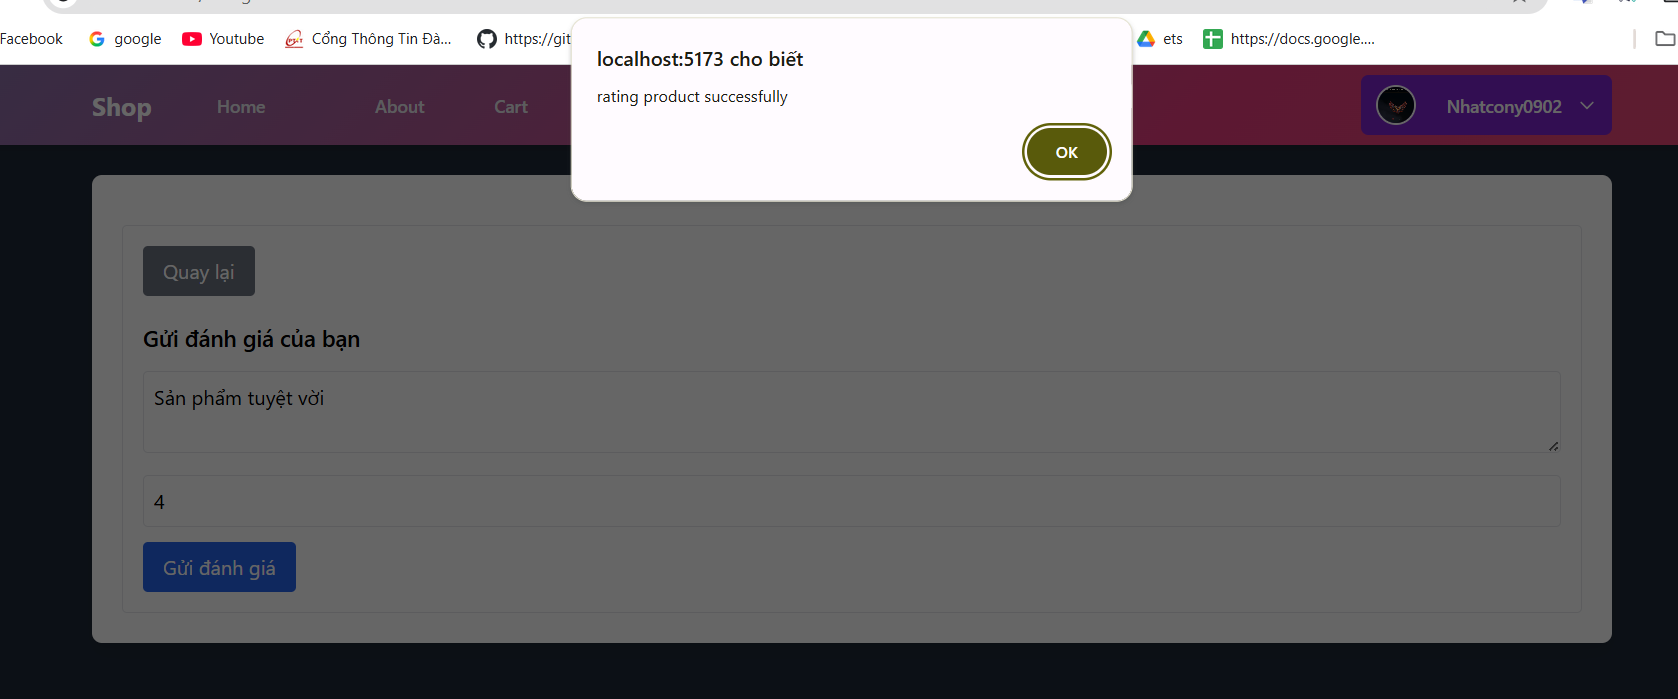 Facebook google Youtube Cổng Thông Tin Đà... https://git ets https://docs.google....
localhost:5173 cho biết
rating product successfully
OK
Shop Home About Cart Nhatcony0902
Quay lại
Gửi đánh giá của bạn
Sản phẩm tuyệt vời
4
Gửi đánh giá